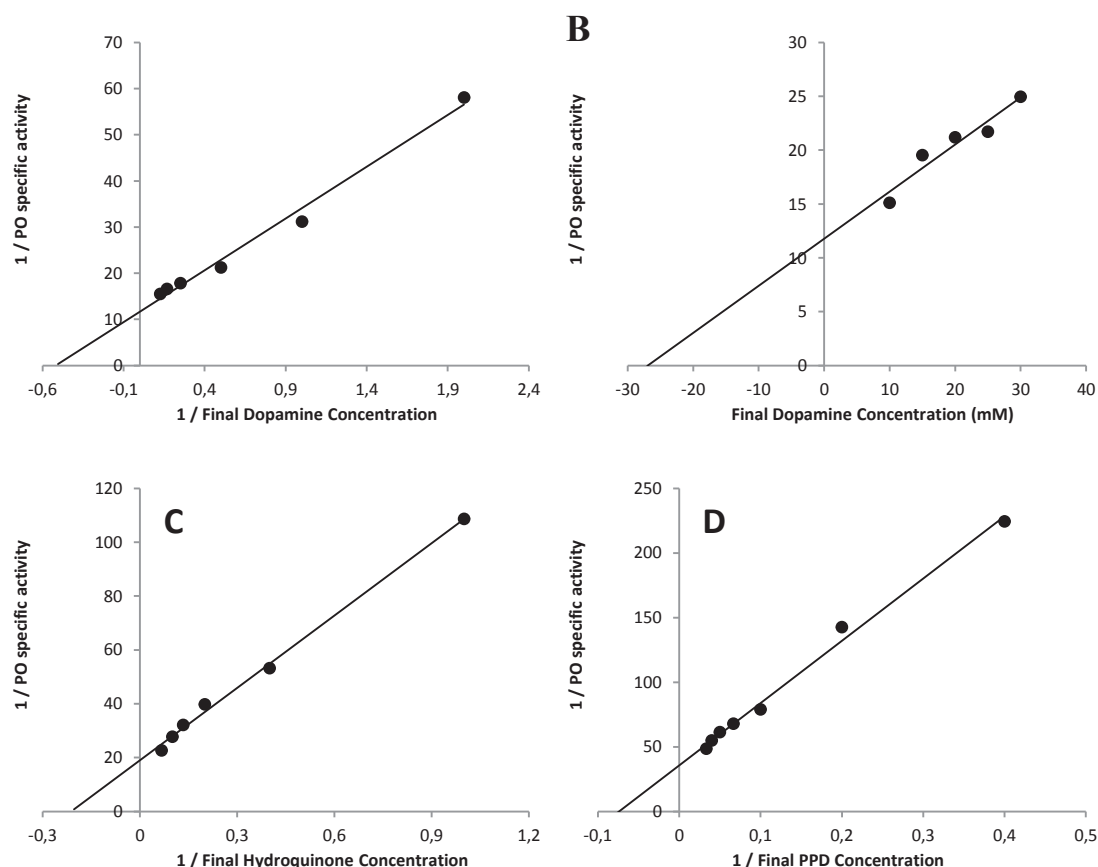 B
70
60
50
40
30
20
10
0
1 / PO specific activity
-0,6 -0,1 0,4 0,9 1,4 1,9 2,4
1 / Final Dopamine Concentration
30
25
20
15
10
5
0
1 / PO specific activity
-30 -20 -10 0 10 20 30 40
Final Dopamine Concentration (mM)
C
120
100
80
60
40
20
0
1 / PO specific activity
-0,3 0 0,3 0,6 0,9 1,2
1 / Final Hydroquinone Concentration
D
250
200
150
100
50
0
1 / PO specific activity
-0,1 0 0,1 0,2 0,3 0,4 0,5
1 / Final PPD Concentration